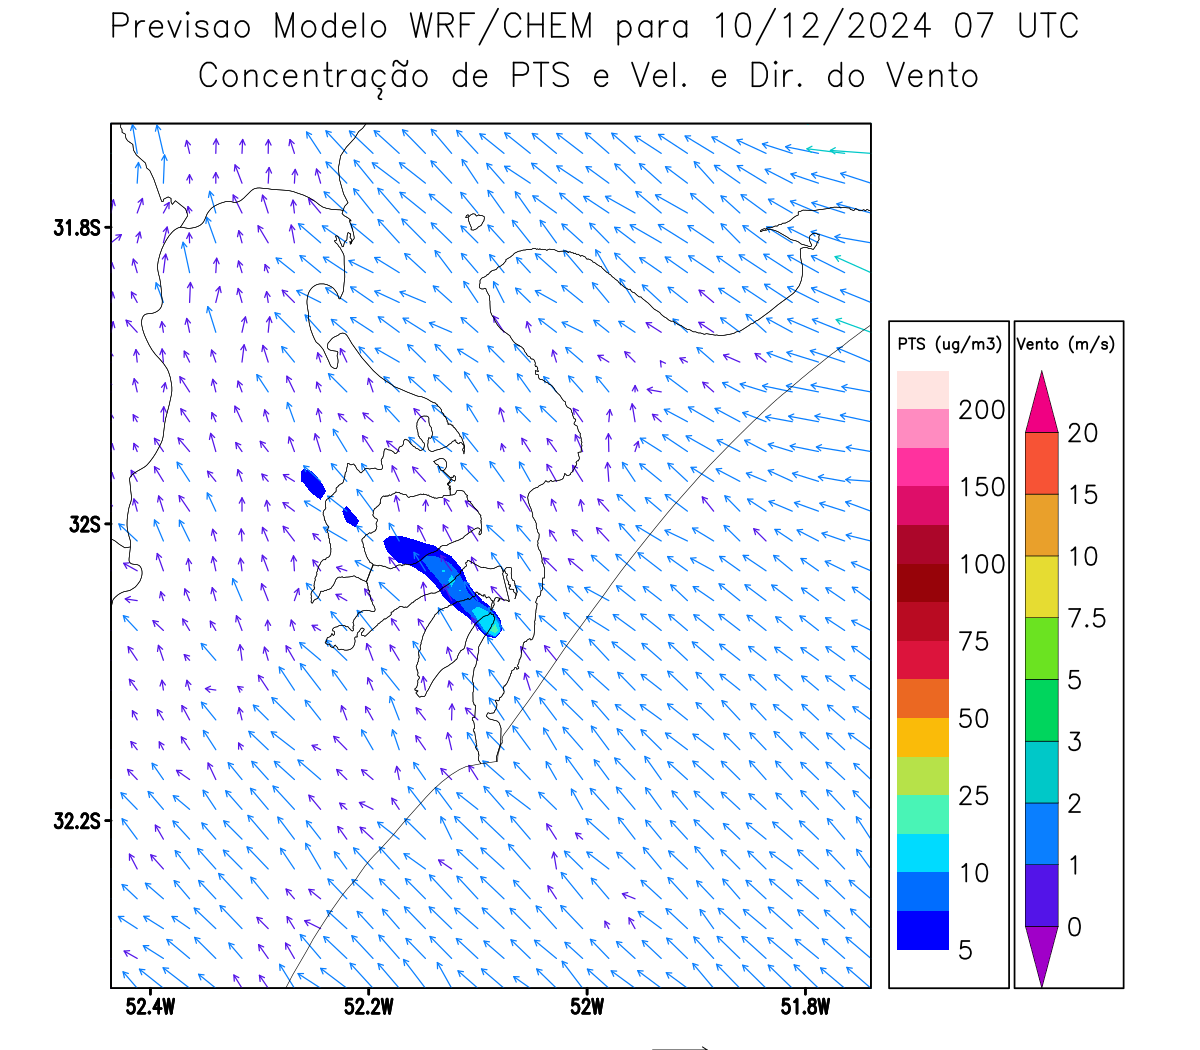 Previsao Modelo WRF/CHEM para 10/12/2024 07 UTC
Concentração de PTS e Vel. e Dir. do Vento
31.8S
32S
32.2S
52.4W 52.2W 52W 51.8W
PTS (ug/m3)
200
150
100
75
50
25
10
5
Vento (m/s)
20
15
10
7.5
5
3
2
1
0